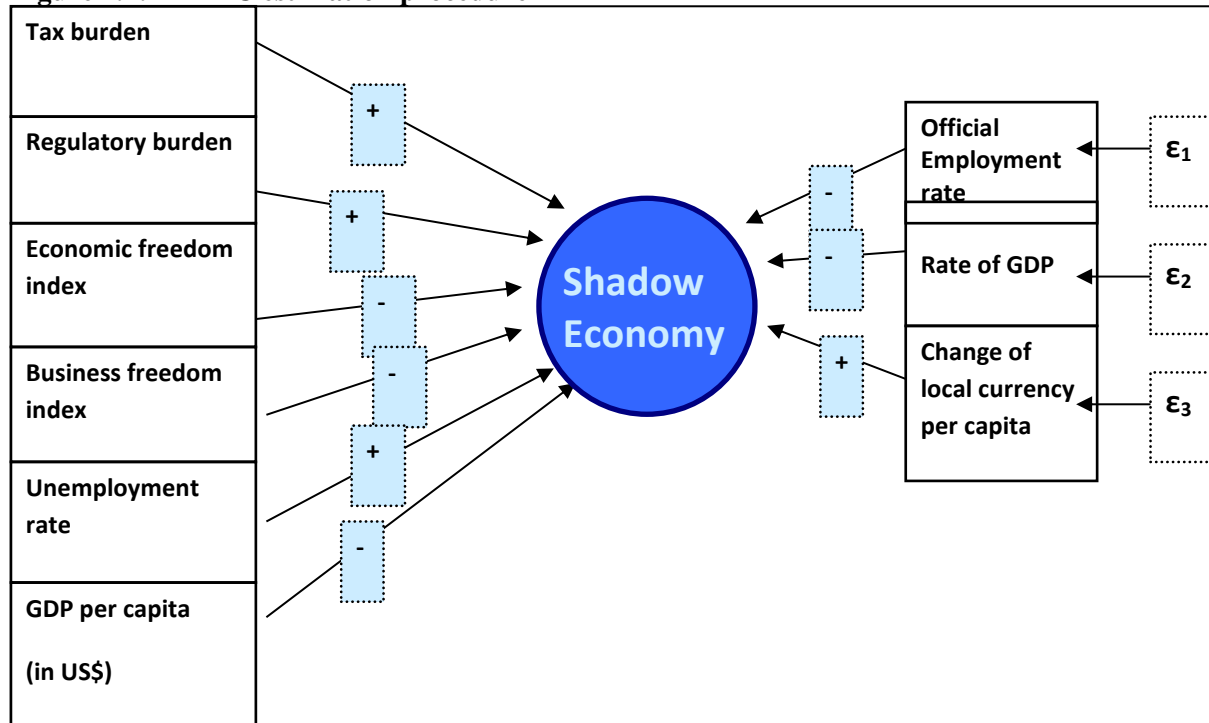 Tax burden
Regulatory burden
Economic freedom
index
Business freedom
index
Unemployment
rate
GDP per capita
(in US$)
+
+
-
-
+
-
Shadow
Economy
-
-
+
Official
Employment
rate
Rate of GDP
Change of
local currency
per capita
ε1
ε2
ε3